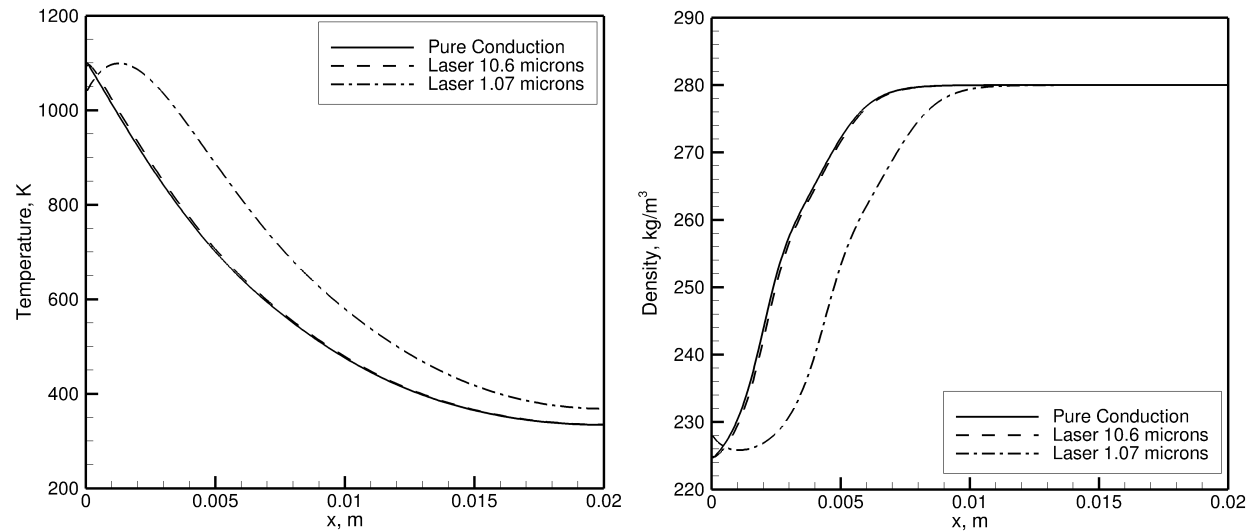 1200
1000
800
600
400
200
Temperature, K
0
0.005
0.01
0.015
0.02
x, m
Pure Conduction
Laser 10.6 microns
Laser 1.07 microns
290
280
270
260
250
240
230
220
Density, kg/m³
0
0.005
0.01
0.015
0.02
x, m
Pure Conduction
Laser 10.6 microns
Laser 1.07 microns